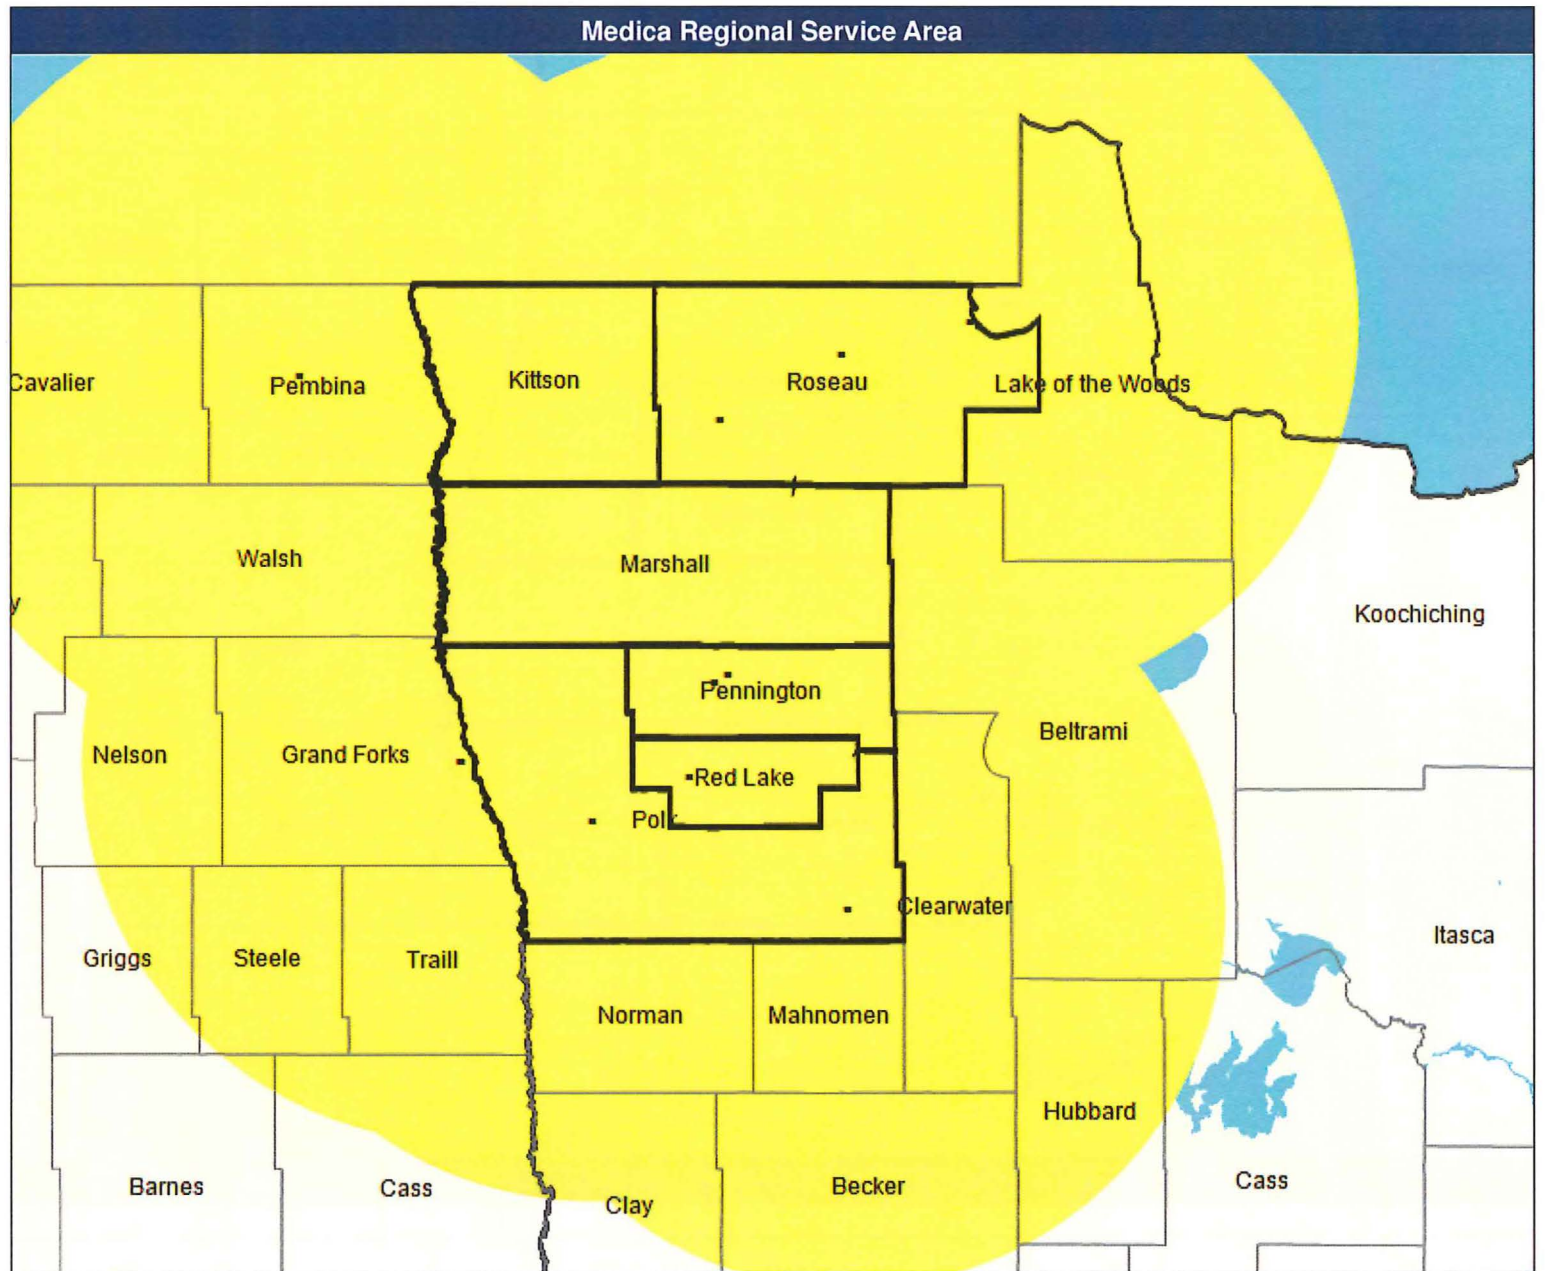 Medica Regional Service Area
Cavalier
Pembina
Kittson
Roseau
Lake of the Woods
Walsh
Marshall
y
Koochiching
Pennington
Nelson
Grand Forks
Beltrami
Red Lake
Polk
Clearwater
Griggs
Steele
Traill
Itasca
Norman
Mahnomen
Hubbard
Barnes
Cass
Clay
Becker
Cass